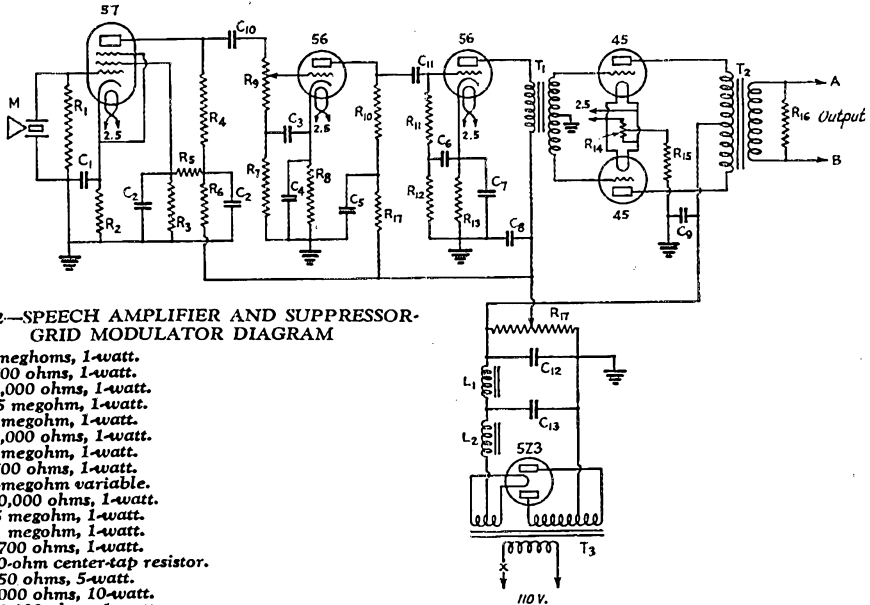 57
C10
56
C11
56
45
T1
T2
A
M
R1
R4
R9
R10
R11
2.5
R16
Output
C3
2.5
C6
2.5
R14
R15
B
C1
R5
R7
R8
R12
R13
C7
C2
R2
R3
R6
C2
C4
C5
R17
C8
45
C9
—SPEECH AMPLIFIER AND SUPPRESSOR-
GRID MODULATOR DIAGRAM
R17
C12
L1
C13
L2
5Z3
T3
X
110 V.
meghoms, 1-watt.
00 ohms, 1-watt.
,000 ohms, 1-watt.
5 megohm, 1-watt.
megohm, 1-watt.
,000 ohms, 1-watt.
megohm, 1-watt.
00 ohms, 1-watt.
-megohm variable.
0,000 ohms, 1-watt.
megohm, 1-watt.
megohm, 1-watt.
700 ohms, 1-watt.
0-ohm center-tap resistor.
50 ohms, 5-watt.
000 ohms, 10-watt.